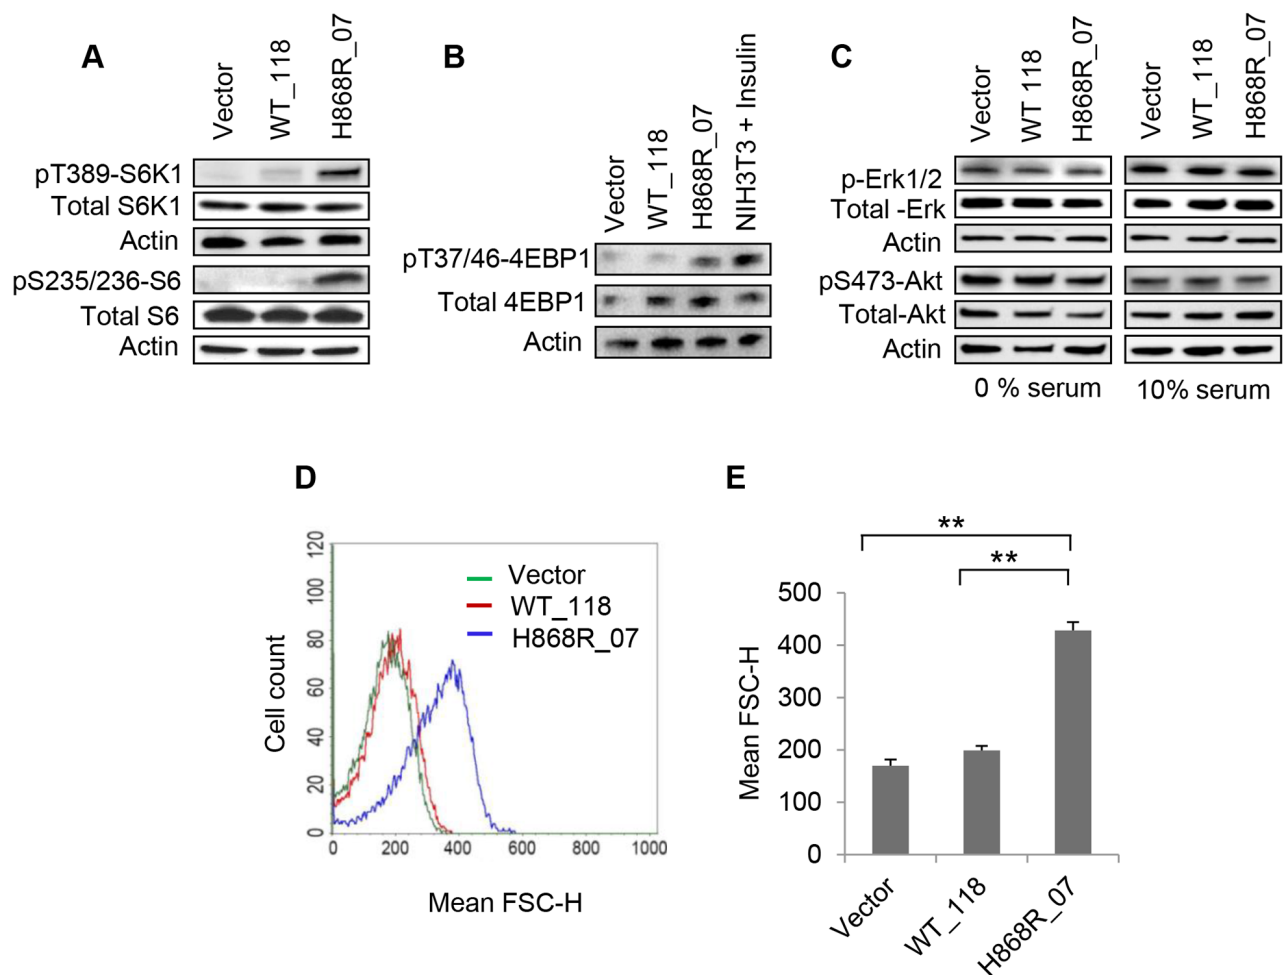 A
Vector
WT_118
H868R_07
pT389-S6K1
Total S6K1
Actin
pS235/236-S6
Total S6
Actin
B
Vector
WT_118
H868R_07
NIH3T3 + Insulin
pT37/46-4EBP1
Total 4EBP1
Actin
C
Vector
WT 118
H868R_07
Vector
WT_118
H868R_07
p-Erk1/2
Total -Erk
Actin
pS473-Akt
Total-Akt
Actin
0 % serum
10% serum
D
Cell count
120
100
80
60
40
20
0
Vector
WT_118
H868R_07
0
200
400
600
800
1000
Mean FSC-H
E
**
**
Mean FSC-H
500
400
300
200
100
0
Vector
WT_118
H868R_07